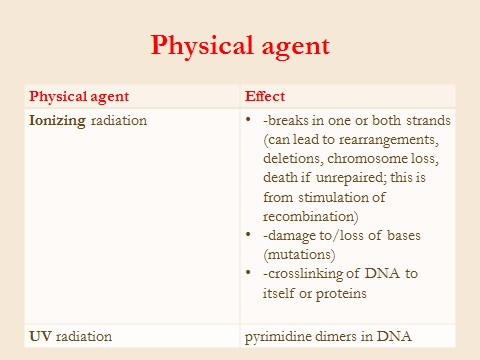 Physical agent
Physical agent
Effect
Ionizing radiation
• -breaks in one or both strands
(can lead to rearrangements,
deletions, chromosome loss,
death if unrepaired; this is
from stimulation of
recombination)
• -damage to/loss of bases
(mutations)
• -crosslinking of DNA to
itself or proteins
UV radiation
pyrimidine dimers in DNA